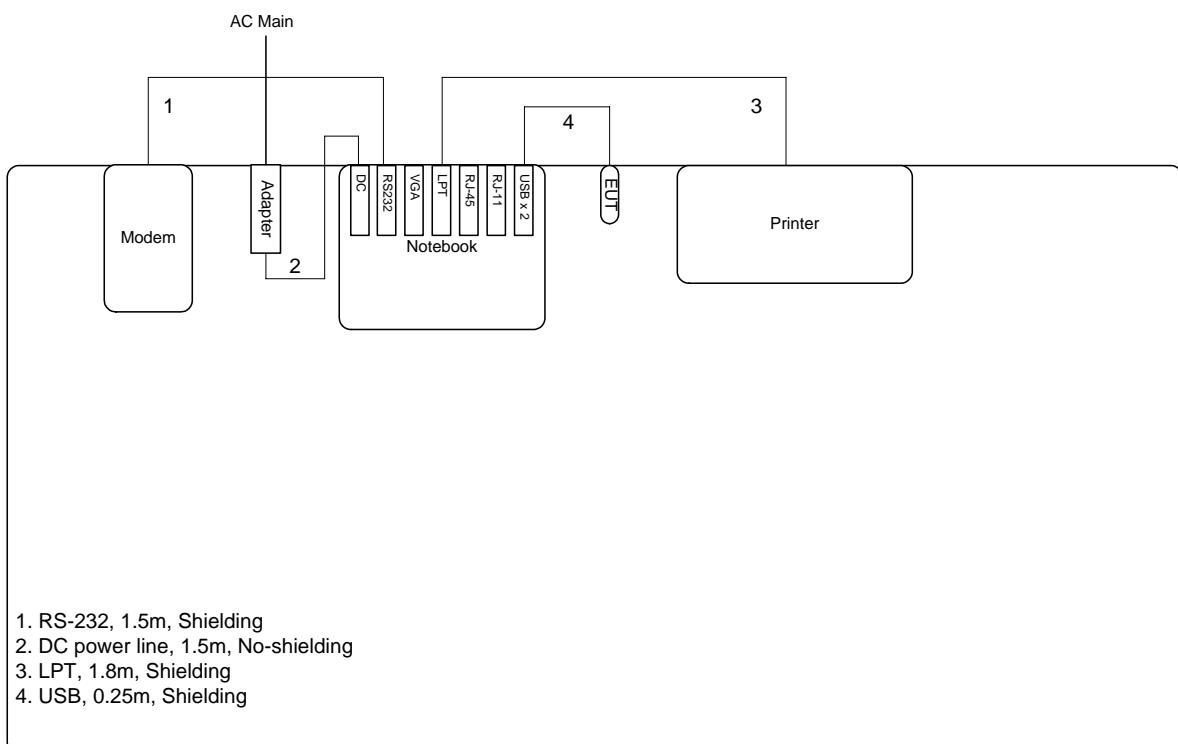 AC Main
1
3
4
2
Modem
Adapter
DC
RS232
VGA
LPT
RJ-45
RJ-11
USB x 2
Notebook
EUT
Printer
1. RS-232, 1.5m, Shielding
2. DC power line, 1.5m, No-shielding
3. LPT, 1.8m, Shielding
4. USB, 0.25m, Shielding